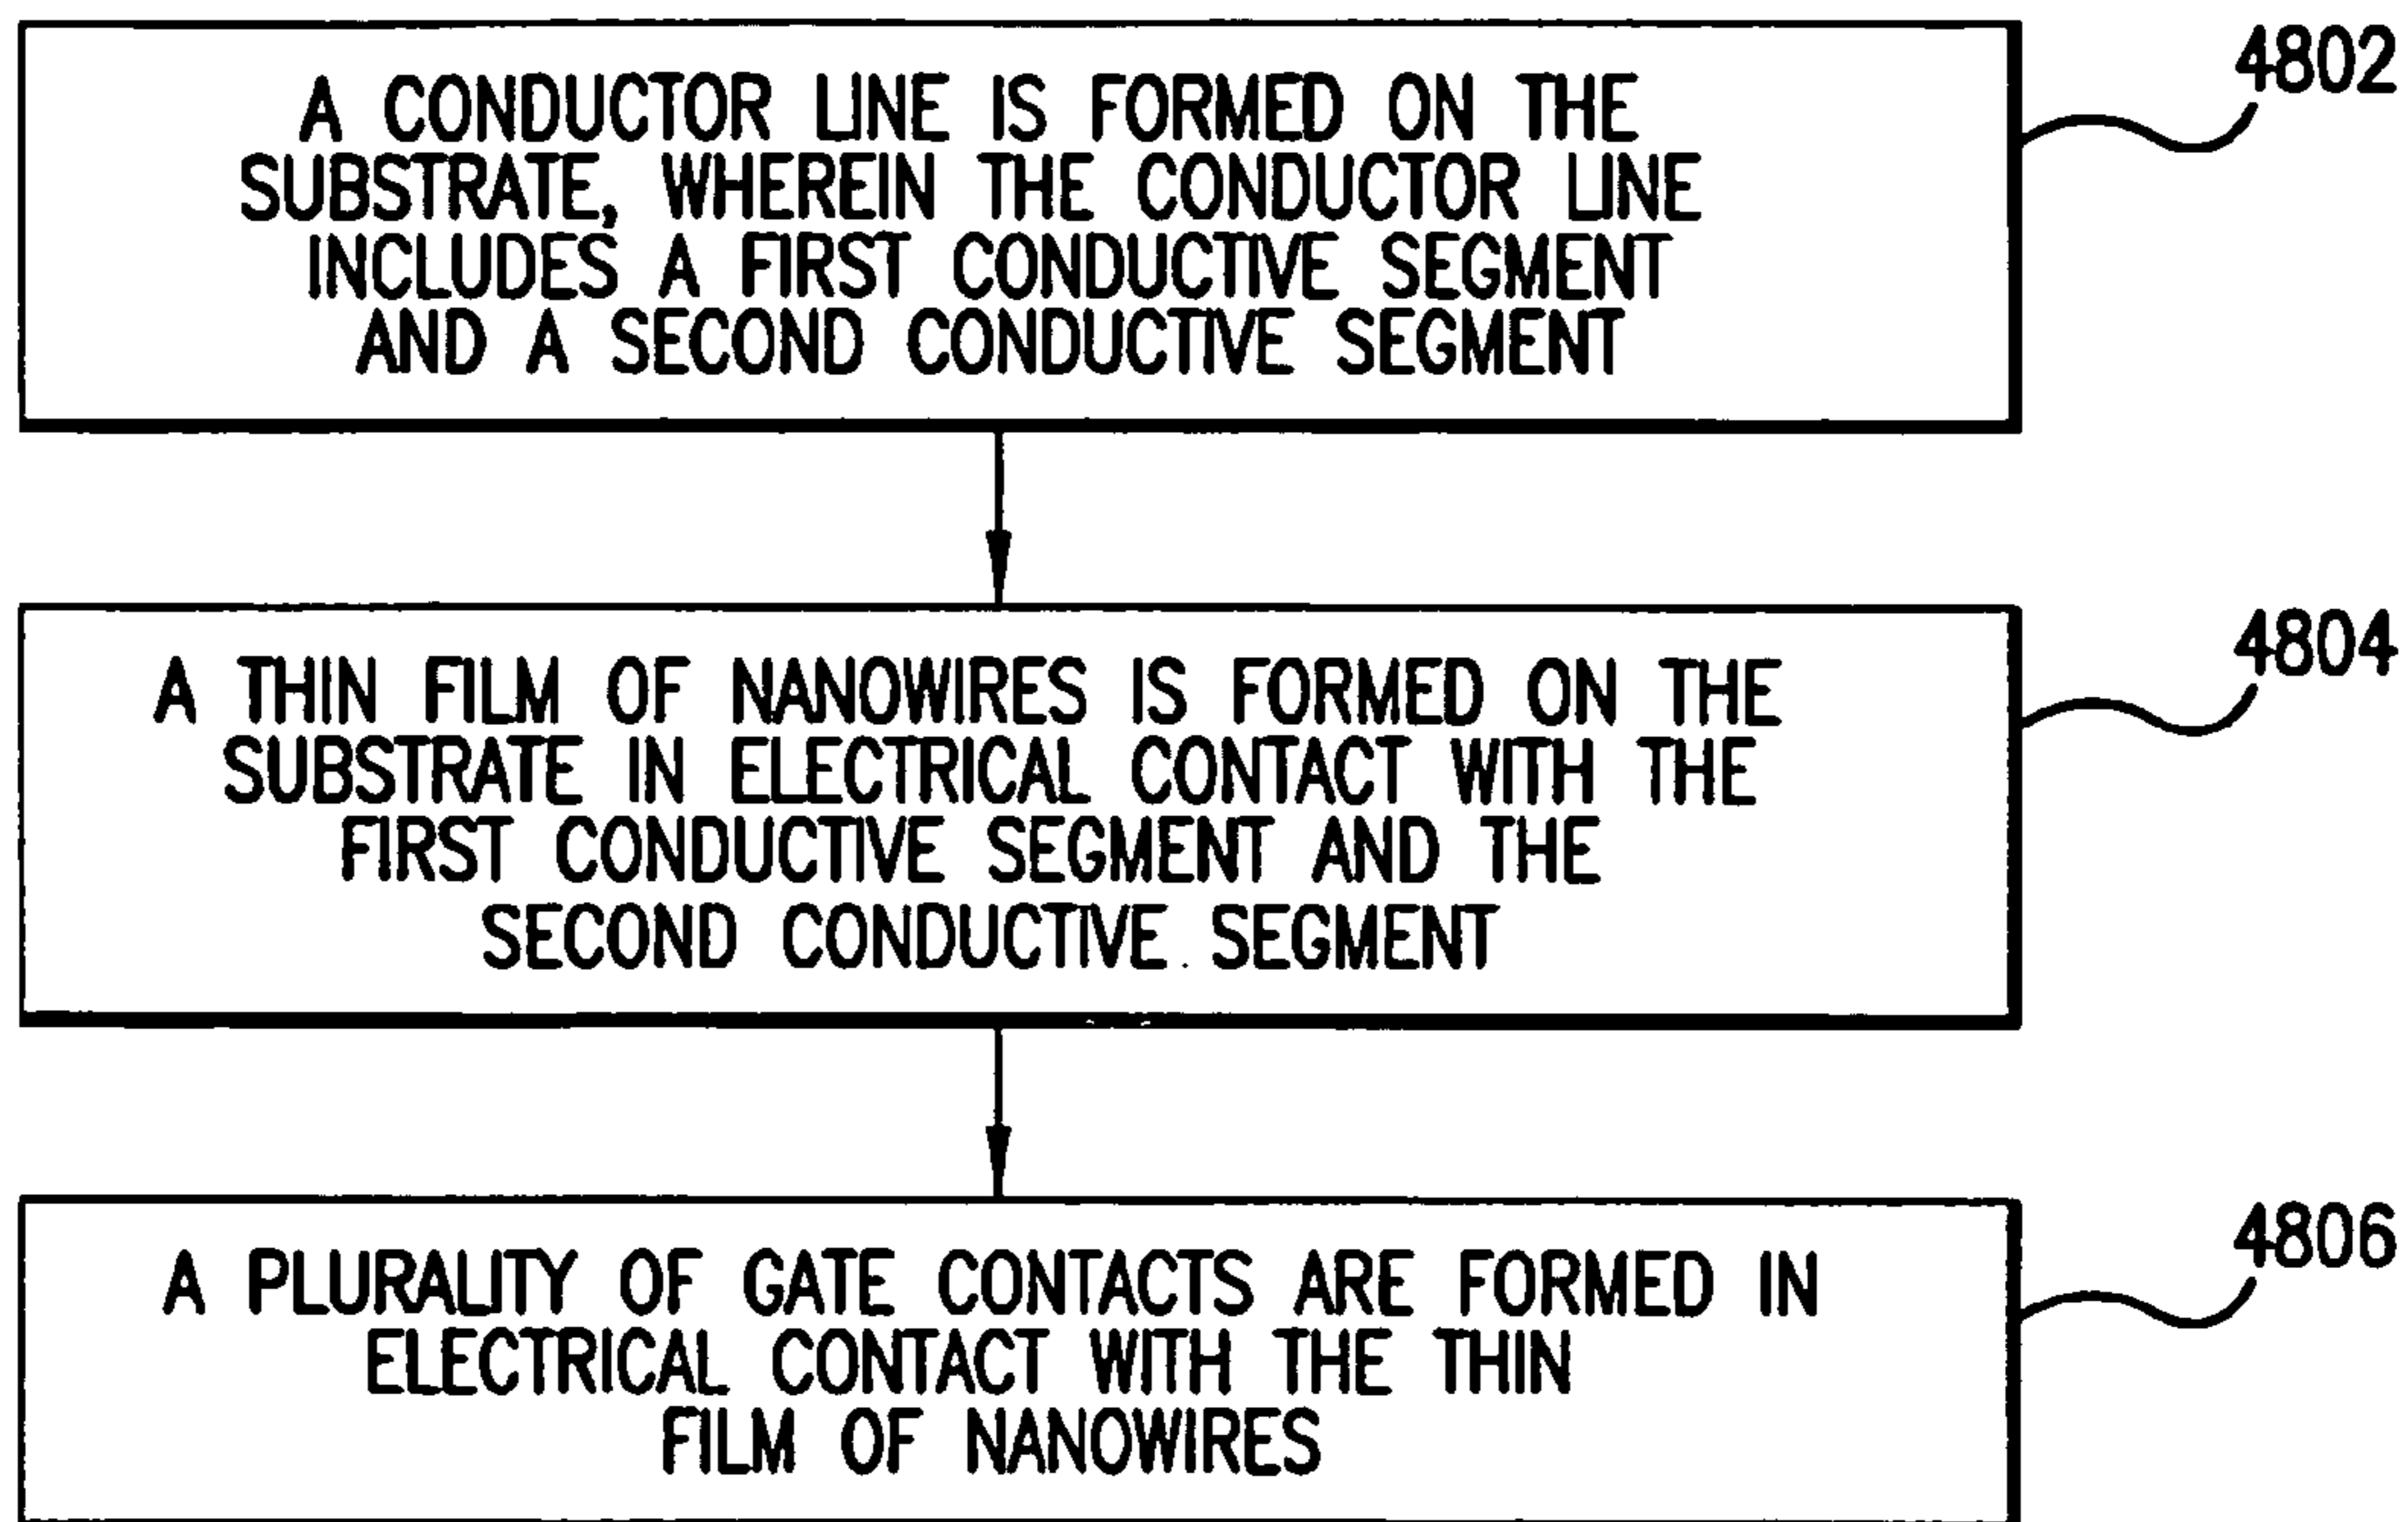 A CONDUCTOR LINE IS FORMED ON THE
SUBSTRATE, WHEREIN THE CONDUCTOR LINE
INCLUDES A FIRST CONDUCTIVE SEGMENT
AND A SECOND CONDUCTIVE SEGMENT
4802
A THIN FILM OF NANOWIRES IS FORMED ON THE
SUBSTRATE IN ELECTRICAL CONTACT WITH THE
FIRST CONDUCTIVE SEGMENT AND THE
SECOND CONDUCTIVE SEGMENT
4804
A PLURALITY OF GATE CONTACTS ARE FORMED IN
ELECTRICAL CONTACT WITH THE THIN
FILM OF NANOWIRES
4806